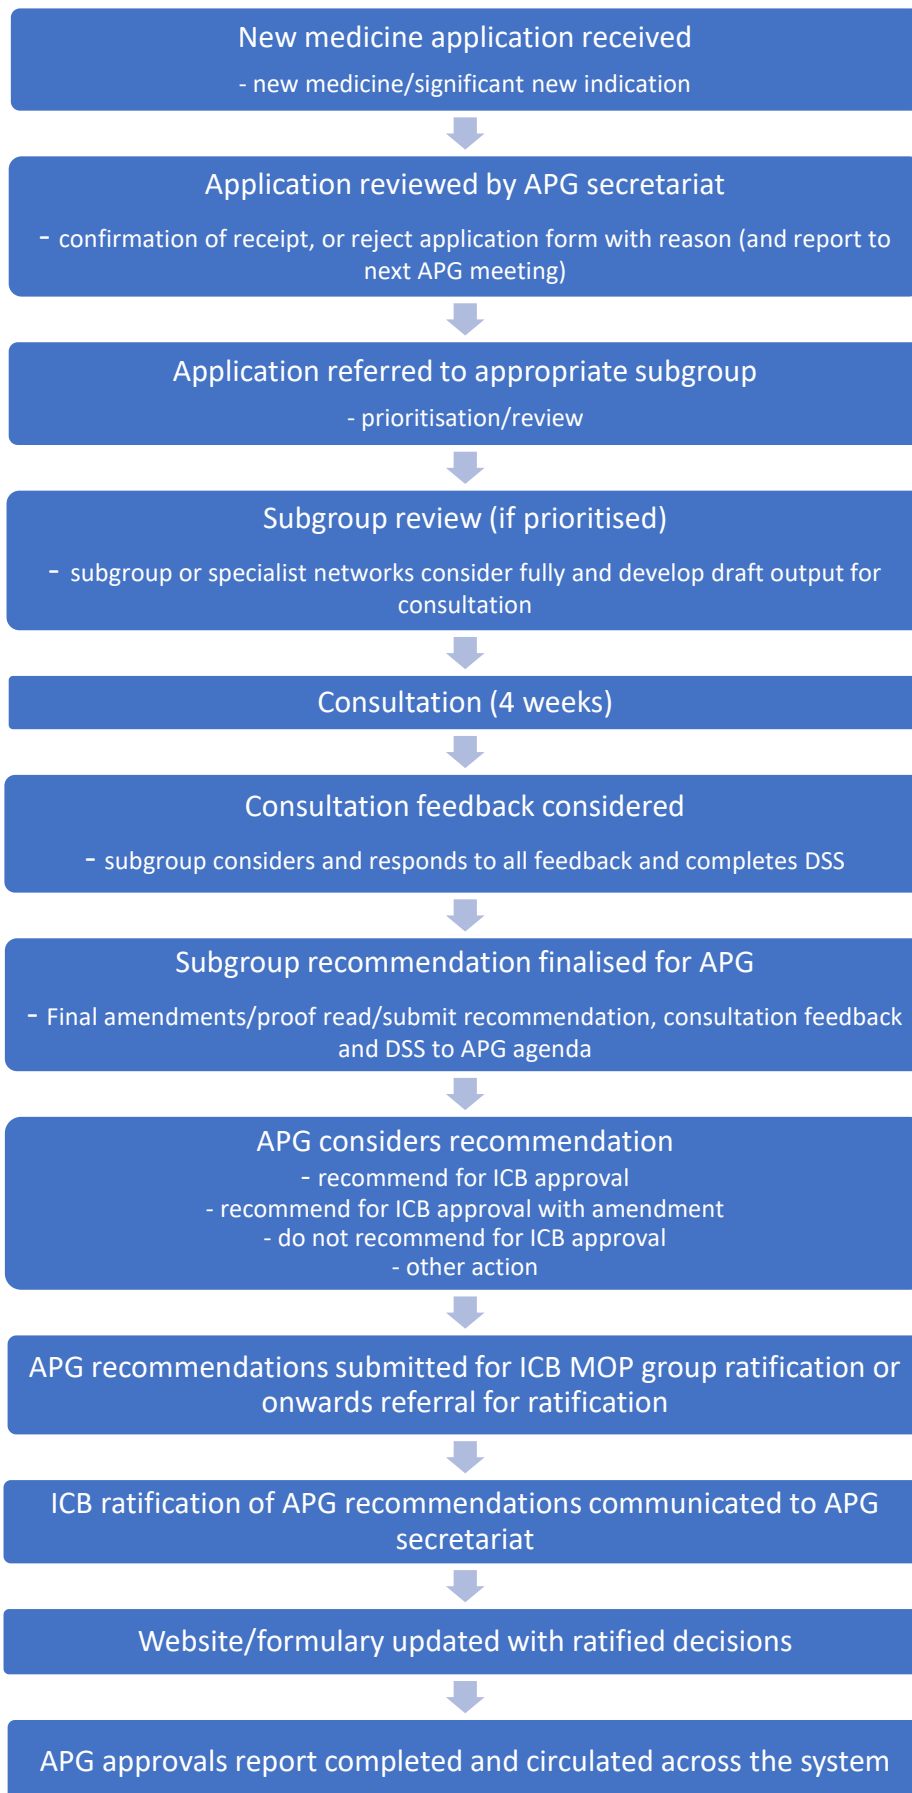 New medicine application received
- new medicine/significant new indication
Application reviewed by APG secretariat
- confirmation of receipt, or reject application form with reason (and report to
next APG meeting)
Application referred to appropriate subgroup
- prioritisation/review
Subgroup review (if prioritised)
- subgroup or specialist networks consider fully and develop draft output for
consultation
Consultation (4 weeks)
Consultation feedback considered
- subgroup considers and responds to all feedback and completes DSS
Subgroup recommendation finalised for APG
- Final amendments/proof read/submit recommendation, consultation feedback
and DSS to APG agenda
APG considers recommendation
- recommend for ICB approval
- recommend for ICB approval with amendment
- do not recommend for ICB approval
- other action
APG recommendations submitted for ICB MOP group ratification or
onwards referral for ratification
ICB ratification of APG recommendations communicated to APG
secretariat
Website/formulary updated with ratified decisions
APG approvals report completed and circulated across the system